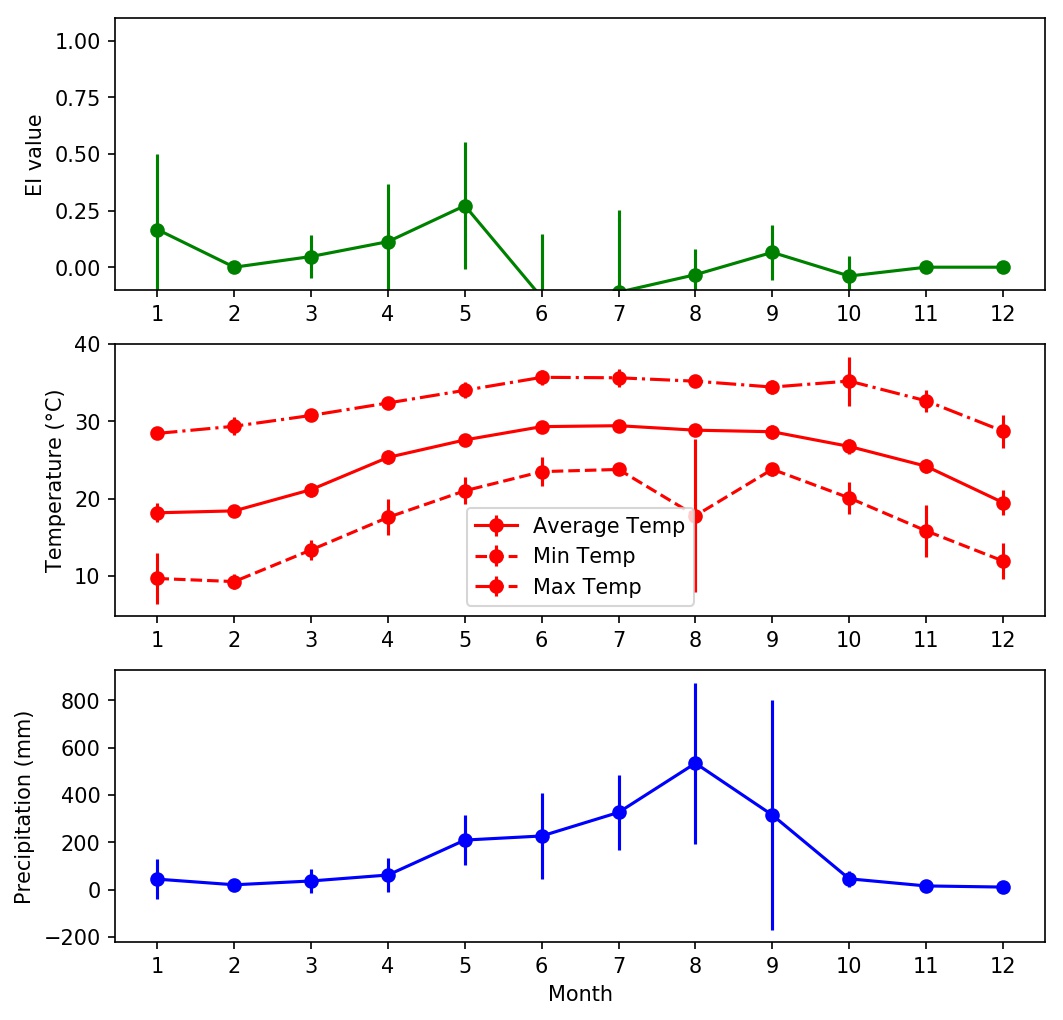 EI value
1.00
0.75
0.50
0.25
0.00
1 2 3 4 5 6 7 8 9 10 11 12
Temperature (°C)
40
30
20
10
Average Temp
Min Temp
Max Temp
1 2 3 4 5 6 7 8 9 10 11 12
Precipitation (mm)
800
600
400
200
0
−200
1 2 3 4 5 6 7 8 9 10 11 12
Month